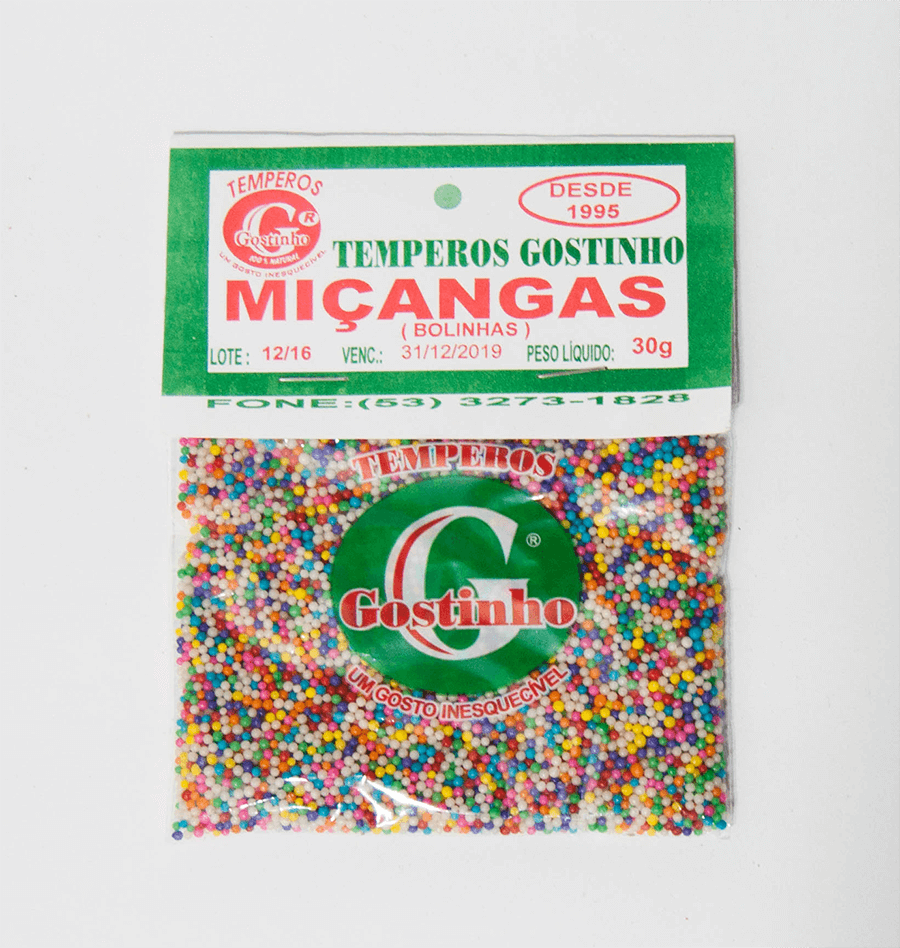 TEMPEROS
G®
Gostinho
100% NATURAL
UM GOSTO INESQUECÍVEL
DESDE
1995
TEMPEROS GOSTINHO
MIÇANGAS
(BOLINHAS)
LOTE: 12/16 VENC.: 31/12/2019 PESO LÍQUIDO: 30g
FONE:(53) 3273-1828
TEMPEROS
G®
Gostinho
UM GOSTO INESQUECÍVEL